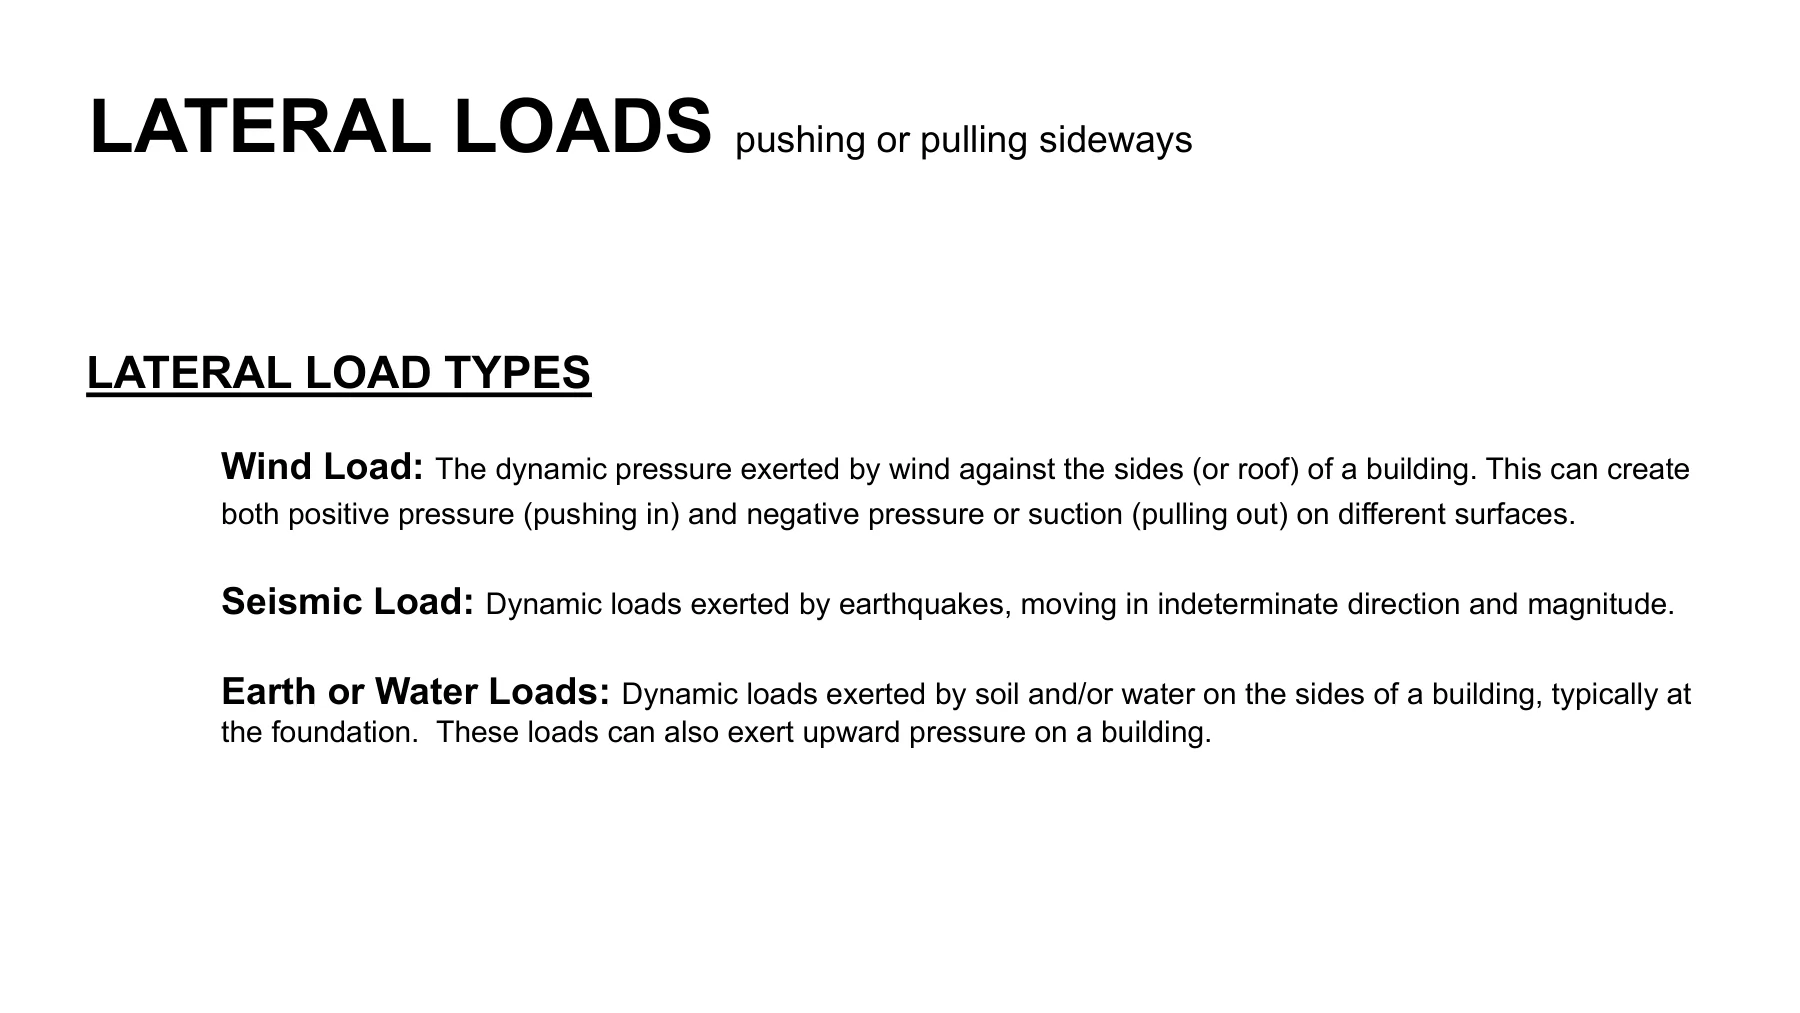 LATERAL LOADS pushing or pulling sideways
LATERAL LOAD TYPES
Wind Load: The dynamic pressure exerted by wind against the sides (or roof) of a building. This can create
both positive pressure (pushing in) and negative pressure or suction (pulling out) on different surfaces.
Seismic Load: Dynamic loads exerted by earthquakes, moving in indeterminate direction and magnitude.
Earth or Water Loads: Dynamic loads exerted by soil and/or water on the sides of a building, typically at
the foundation.  These loads can also exert upward pressure on a building.